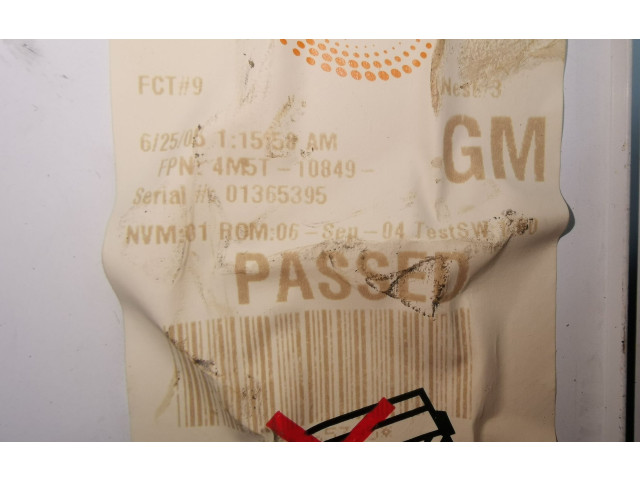 FCT#9
6/25/05 1:15:58 AM
FPN: 4M5T-10849-
GM
Serial #: 01365395
NVM:01 ROM:06-Sep-04 TestSW
PASSED